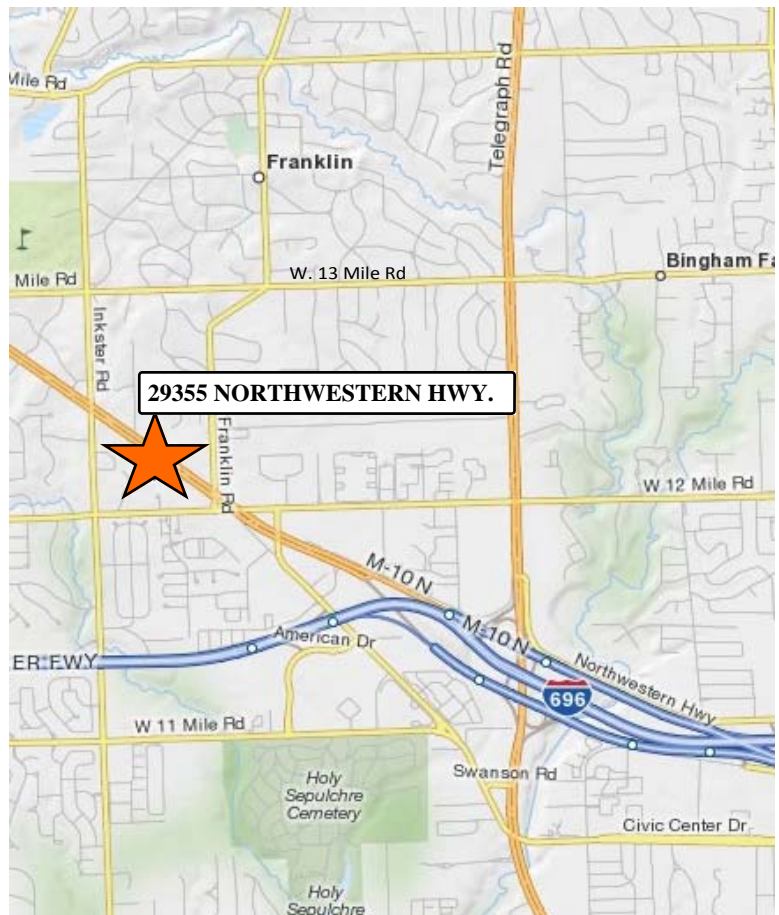 Mile Rd
Telegraph Rd
Franklin
W. 13 Mile Rd
Bingham Fa
Mile Rd
Inkster Rd
29355 NORTHWESTERN HWY.
Franklin Rd
W 12 Mile Rd
M-10 N
M-10 N
American Dr
ER FWY
Northwestern Hwy
696
W 11 Mile Rd
Swanson Rd
Holy
Sepulchre
Cemetery
Civic Center Dr
Holy
Sepulchre